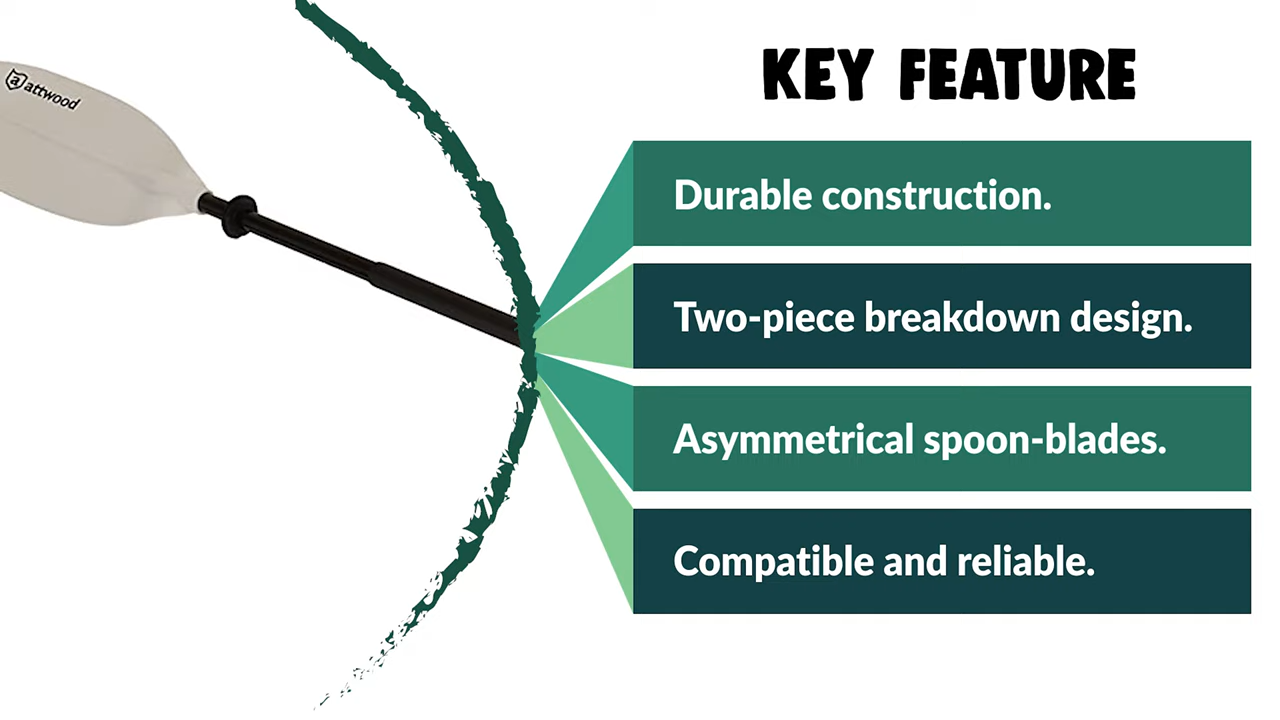 attwood
KEY FEATURE
Durable construction.
Two-piece breakdown design.
Asymmetrical spoon-blades.
Compatible and reliable.